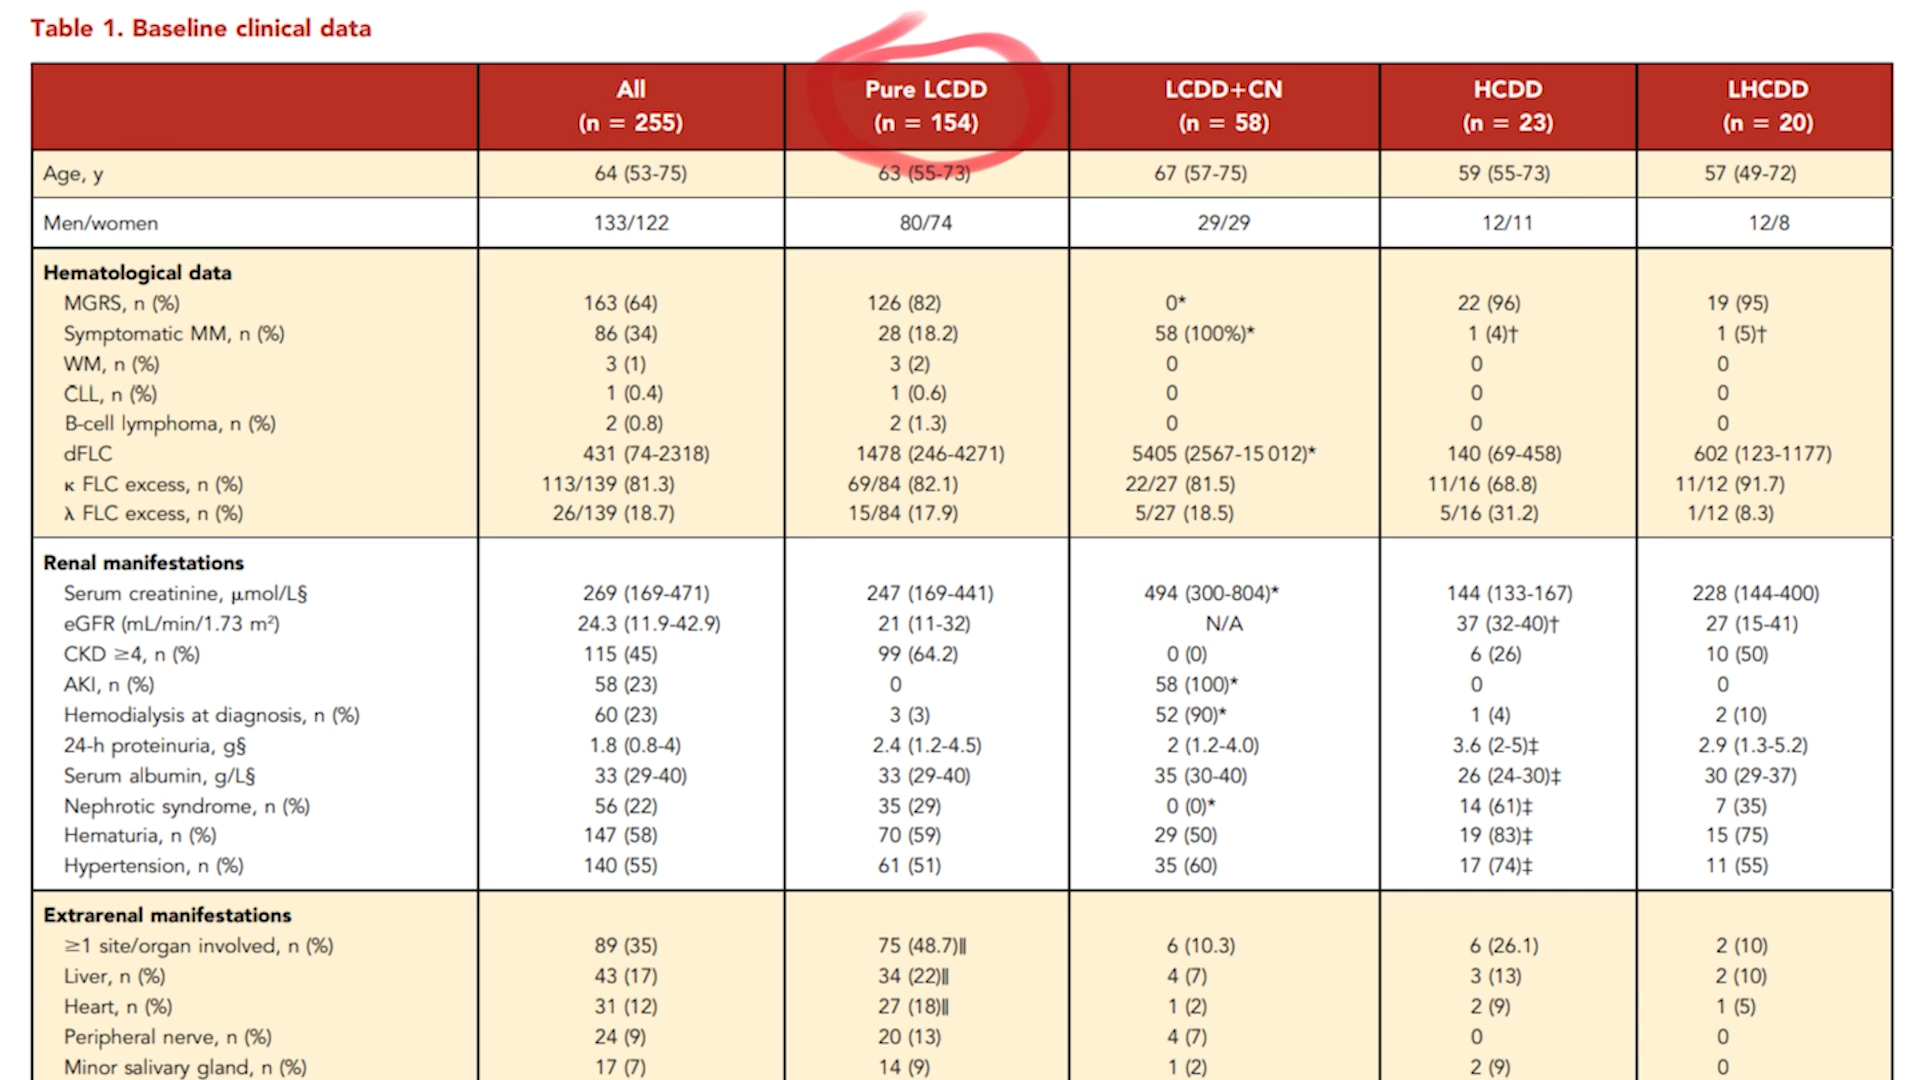 Table 1. Baseline clinical data
All Pure LCDD LCDD+CN HCDD LHCDD
(n = 255) (n = 154) (n = 58) (n = 23) (n = 20)
Age, y 64 (53-75) 63 (55-73) 67 (57-75) 59 (55-73) 57 (49-72)
Men/women 133/122 80/74 29/29 12/11 12/8
Hematological data
MGRS, n (%) 163 (64) 126 (82) 0* 22 (96) 19 (95)
Symptomatic MM, n (%) 86 (34) 28 (18.2) 58 (100%)* 1 (4)† 1 (5)†
WM, n (%) 3 (1) 3 (2) 0 0 0
CLL, n (%) 1 (0.4) 1 (0.6) 0 0 0
B-cell lymphoma, n (%) 2 (0.8) 2 (1.3) 0 0 0
dFLC 431 (74-2318) 1478 (246-4271) 5405 (2567-15 012)* 140 (69-458) 602 (123-1177)
κ FLC excess, n (%) 113/139 (81.3) 69/84 (82.1) 22/27 (81.5) 11/16 (68.8) 11/12 (91.7)
λ FLC excess, n (%) 26/139 (18.7) 15/84 (17.9) 5/27 (18.5) 5/16 (31.2) 1/12 (8.3)
Renal manifestations
Serum creatinine, μmol/L§ 269 (169-471) 247 (169-441) 494 (300-804)* 144 (133-167) 228 (144-400)
eGFR (mL/min/1.73 m²) 24.3 (11.9-42.9) 21 (11-32) N/A 37 (32-40)† 27 (15-41)
CKD ≥4, n (%) 115 (45) 99 (64.2) 0 (0) 6 (26) 10 (50)
AKI, n (%) 58 (23) 0 58 (100)* 0 0
Hemodialysis at diagnosis, n (%) 60 (23) 3 (3) 52 (90)* 1 (4) 2 (10)
24-h proteinuria, g§ 1.8 (0.8-4) 2.4 (1.2-4.5) 2 (1.2-4.0) 3.6 (2-5)‡ 2.9 (1.3-5.2)
Serum albumin, g/L§ 33 (29-40) 33 (29-40) 35 (30-40) 26 (24-30)‡ 30 (29-37)
Nephrotic syndrome, n (%) 56 (22) 35 (29) 0 (0)* 14 (61)‡ 7 (35)
Hematuria, n (%) 147 (58) 70 (59) 29 (50) 19 (83)‡ 15 (75)
Hypertension, n (%) 140 (55) 61 (51) 35 (60) 17 (74)‡ 11 (55)
Extrarenal manifestations
≥1 site/organ involved, n (%) 89 (35) 75 (48.7)‖ 6 (10.3) 6 (26.1) 2 (10)
Liver, n (%) 43 (17) 34 (22)‖ 4 (7) 3 (13) 2 (10)
Heart, n (%) 31 (12) 27 (18)‖ 1 (2) 2 (9) 1 (5)
Peripheral nerve, n (%) 24 (9) 20 (13) 4 (7) 0 0
Minor salivary gland, n (%) 17 (7) 14 (9) 1 (2) 2 (9) 0